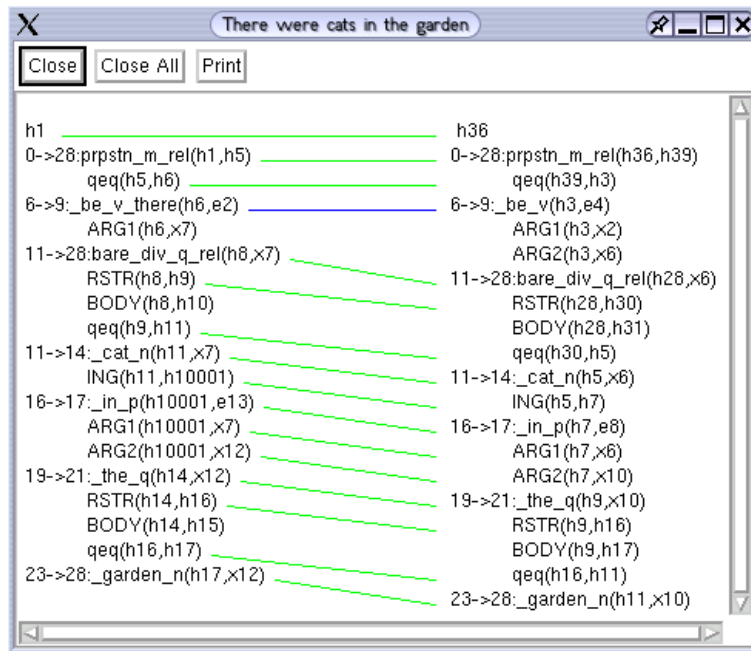 There were cats in the garden
Close Close All Print
h1 h36
0->28:prpstn_m_rel(h1,h5) 0->28:prpstn_m_rel(h36,h39)
qeq(h5,h6) qeq(h39,h3)
6->9:_be_v_there(h6,e2) 6->9:_be_v(h3,e4)
ARG1(h6,x7) ARG1(h3,x2)
11->28:bare_div_q_rel(h8,x7) ARG2(h3,x6)
RSTR(h8,h9) 11->28:bare_div_q_rel(h28,x6)
BODY(h8,h10) RSTR(h28,h30)
qeq(h9,h11) BODY(h28,h31)
11->14:_cat_n(h11,x7) qeq(h30,h5)
ING(h11,h10001) 11->14:_cat_n(h5,x6)
16->17:_in_p(h10001,e13) ING(h5,h7)
ARG1(h10001,x7) 16->17:_in_p(h7,e8)
ARG2(h10001,x12) ARG1(h7,x6)
19->21:_the_q(h14,x12) ARG2(h7,x10)
RSTR(h14,h16) 19->21:_the_q(h9,x10)
BODY(h14,h15) RSTR(h9,h16)
qeq(h16,h17) BODY(h9,h17)
23->28:_garden_n(h17,x12) qeq(h16,h11)
23->28:_garden_n(h11,x10)